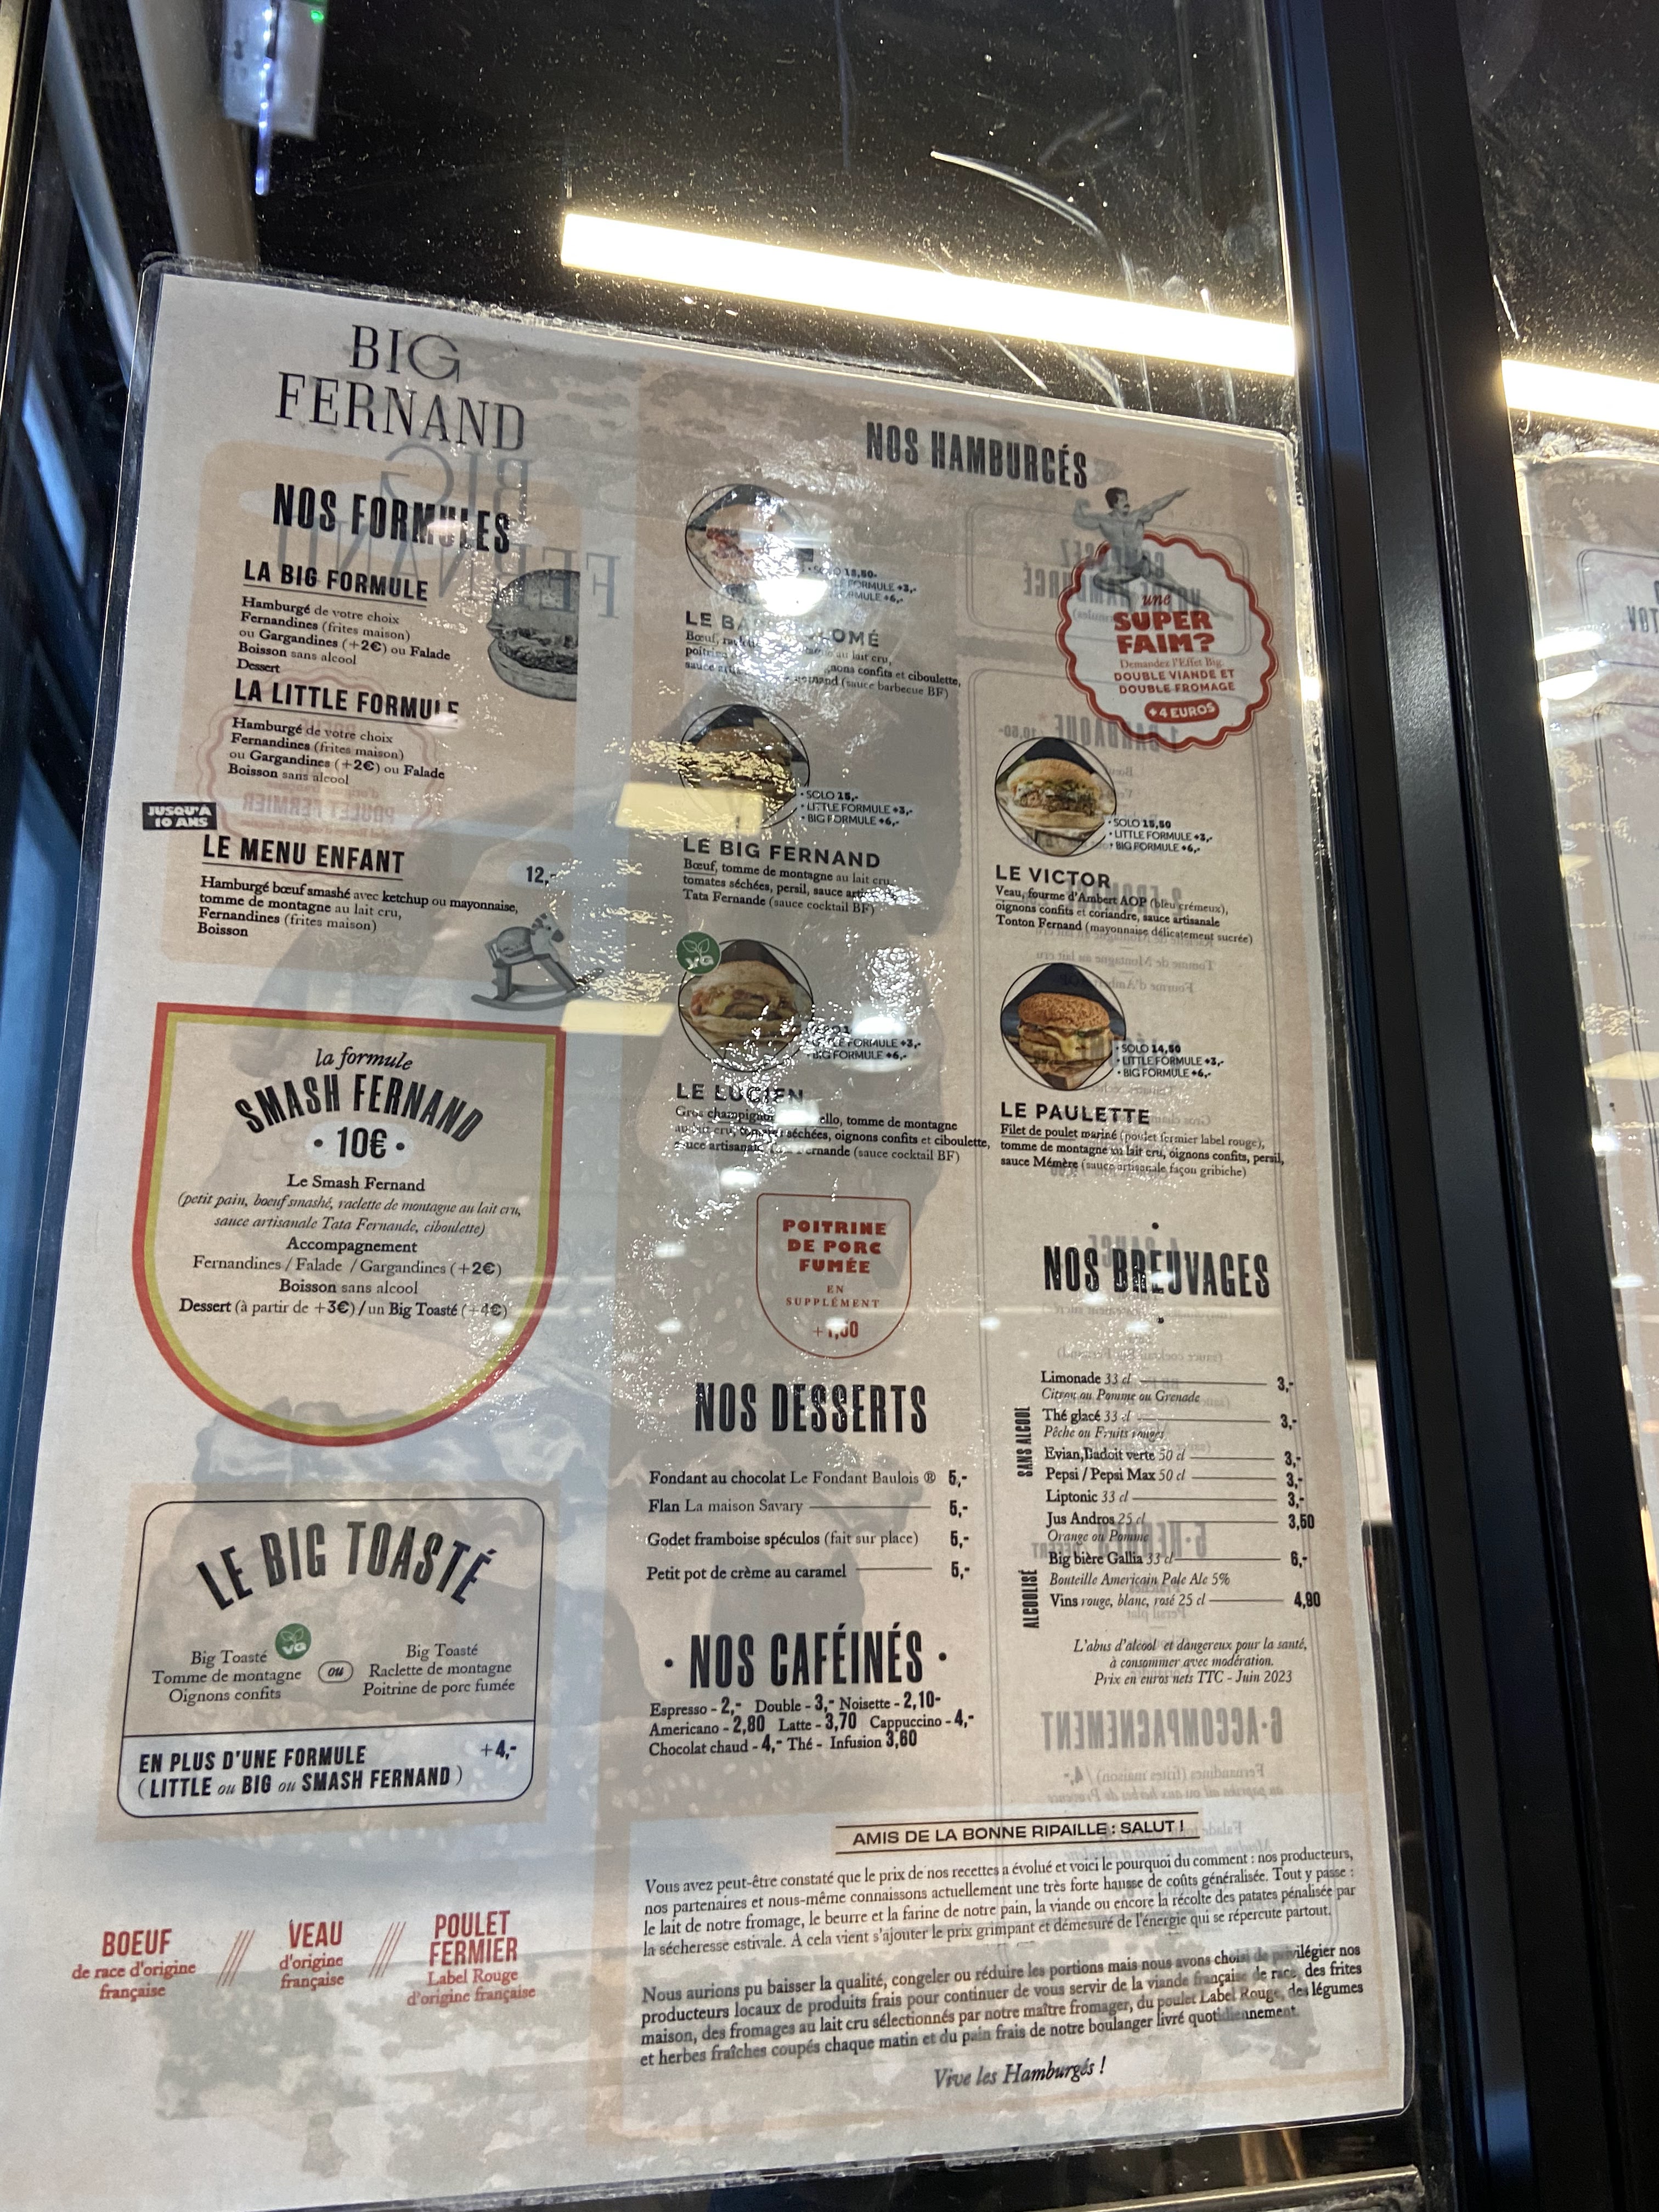 BIG
FERNAND
NOS FORMULES
LA BIG FORMULE
Hamburgé de votre choix
Fernandines (frites maison)
ou Gargandines (+2€) ou Falade
Boisson sans alcool
Dessert
LA LITTLE FORMULE
Hamburgé de votre choix
Fernandines (frites maison)
ou Gargandines (+2€) ou Falade
Boisson sans alcool
JUSQU'À
10 ANS
LE MENU ENFANT 12,-
Hamburgé bœuf smashé avec ketchup ou mayonnaise,
tomme de montagne au lait cru,
Fernandines (frites maison)
Boisson
la formule
SMASH FERNAND
• 10€ •
Le Smash Fernand
(petit pain, bœuf smashé, raclette de montagne au lait cru,
sauce artisanale Tata Fernande, ciboulette)
Accompagnement
Fernandines / Falade / Gargandines (+2€)
Boisson sans alcool
Dessert (à partir de +3€) / un Big Toasté (+4€)
LE BIG TOASTÉ
VG
Big Toasté
Tomme de montagne
Oignons confits
ou
Big Toasté
Raclette de montagne
Poitrine de porc fumée
EN PLUS D'UNE FORMULE +4,-
(LITTLE ou BIG ou SMASH FERNAND)
BOEUF
de race d'origine
française
VEAU
d'origine
française
POULET
FERMIER
Label Rouge
d'origine française
NOS HAMBURGÉS
SOLO 15,50-
FORMULE +3,-
FORMULE +6,-
LE
Bœuf, au lait cru,
oignons confits et ciboulette,
sauce (sauce barbecue BF)
• SOLO 15,-
• LITTLE FORMULE +3,-
• BIG FORMULE +6,-
LE BIG FERNAND
Bœuf, tomme de montagne au lait cru,
tomates séchées, persil, sauce artisanale
Tata Fernande (sauce cocktail BF)
VG
FORMULE +3,-
BIG FORMULE +6,-
LE LUCIEN
Gros champignon tomme de montagne
au lait cru, séchées, oignons confits et ciboulette,
sauce artisanale Fernande (sauce cocktail BF)
une
SUPER
FAIM?
Demandez l'Effet Big.
DOUBLE VIANDE ET
DOUBLE FROMAGE
+4 EUROS
• SOLO 15,50
• LITTLE FORMULE +3,-
• BIG FORMULE +6,-
LE VICTOR
Veau, fourme d'Ambert AOP (bleu crémeux),
oignons confits et coriandre, sauce artisanale
Tonton Fernand (mayonnaise délicatement sucrée)
• SOLO 14,50
• LITTLE FORMULE +3,-
• BIG FORMULE +6,-
LE PAULETTE
Filet de poulet mariné (poulet fermier label rouge),
tomme de montagne au lait cru, oignons confits, persil,
sauce Mémère (sauce artisanale façon gribiche)
POITRINE
DE PORC
FUMÉE
EN
SUPPLÉMENT
NOS DESSERTS
Fondant au chocolat Le Fondant Baulois ® 5,-
Flan La maison Savary 5,-
Godet framboise spéculos (fait sur place) 5,-
Petit pot de crème au caramel 5,-
• NOS CAFÉINÉS •
Espresso - 2,- Double - 3,- Noisette - 2,10-
Americano - 2,80 Latte - 3,70 Cappuccino - 4,-
Chocolat chaud - 4,- Thé - Infusion 3,60
NOS BREUVAGES
SANS ALCOOL
Limonade 33 cl 3,-
Citron ou Pomme ou Grenade
Thé glacé 33 cl 3,-
Pêche ou Fruits rouges
Evian, Badoit verte 50 cl 3,-
Pepsi / Pepsi Max 50 cl 3,-
Liptonic 33 cl 3,-
Jus Andros 25 cl 3,50
Orange ou Pomme
ALCOOLISÉ
Big bière Gallia 33 cl 6,-
Bouteille Americain Pale Ale 5%
Vins rouge, blanc, rosé 25 cl 4,90
L'abus d'alcool et dangereux pour la santé,
à consommer avec modération.
Prix en euros nets TTC - Juin 2023
AMIS DE LA BONNE RIPAILLE : SALUT !
Vous avez peut-être constaté que le prix de nos recettes a évolué et voici le pourquoi du comment : nos producteurs,
nos partenaires et nous-même connaissons actuellement une très forte hausse de coûts généralisée. Tout y passe :
le lait de notre fromage, le beurre et la farine de notre pain, la viande ou encore la récolte des patates pénalisée par
la sécheresse estivale. À cela vient s'ajouter le prix grimpant et démesuré de l'énergie qui se répercute partout.
Nous aurions pu baisser la qualité, congeler ou réduire les portions mais nous avons choisi de privilégier nos
producteurs locaux de produits frais pour continuer de vous servir de la viande française de race, des frites
maison, des fromages au lait cru sélectionnés par notre maître fromager, du poulet Label Rouge, des légumes
et herbes fraîches coupés chaque matin et du pain frais de notre boulanger livré quotidiennement.
Vive les Hamburgés !